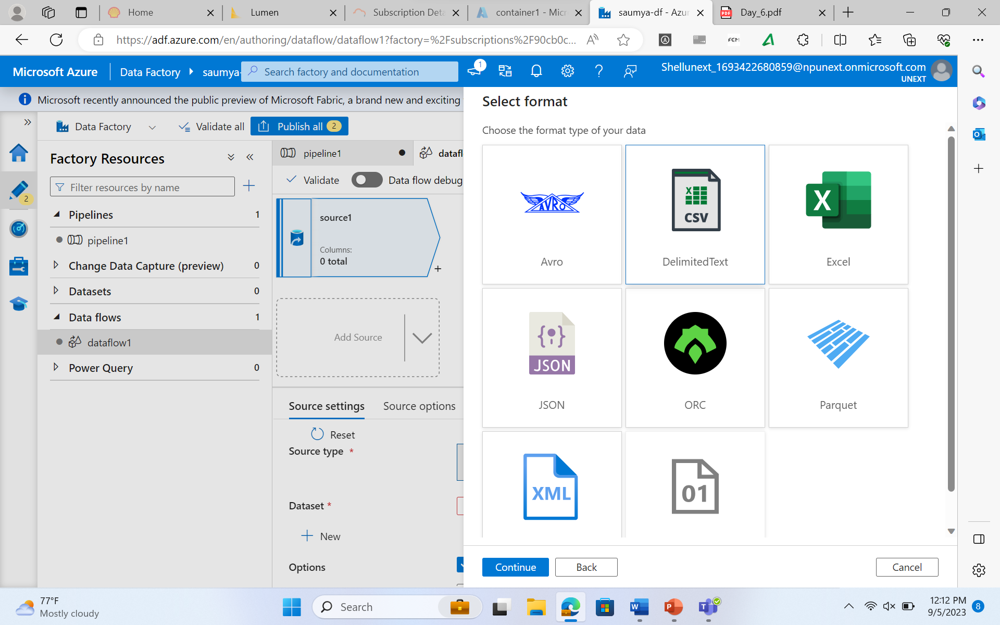 Home
Lumen
Subscription Deta
container1 - Micr
saumya-df - Azur
PDF
Day_6.pdf
https://adf.azure.com/en/authoring/dataflow/dataflow1?factory=%2Fsubscriptions%2F90cb0c...
FCM
Microsoft Azure
Data Factory
saumya-
Search factory and documentation
1
Shellunext_1693422680859@npunext.onmicrosoft.com
UNEXT
Microsoft recently announced the public preview of Microsoft Fabric, a brand new and exciting
Data Factory
Validate all
Publish all 2
Factory Resources
Filter resources by name
2
Pipelines 1
pipeline1
Change Data Capture (preview) 0
Datasets 0
Data flows 1
dataflow1
Power Query 0
pipeline1
datafl
Validate
Data flow debug
source1
Columns:
0 total
Add Source
Source settings
Source options
Reset
Source type *
Dataset *
New
Options
Select format
Choose the format type of your data
AVRO
Avro
X
CSV
DelimitedText
X
Excel
JSON
JSON
ORC
Parquet
XML
01
Continue
Back
Cancel
77°F
Mostly cloudy
Search
12:12 PM
9/5/2023
8